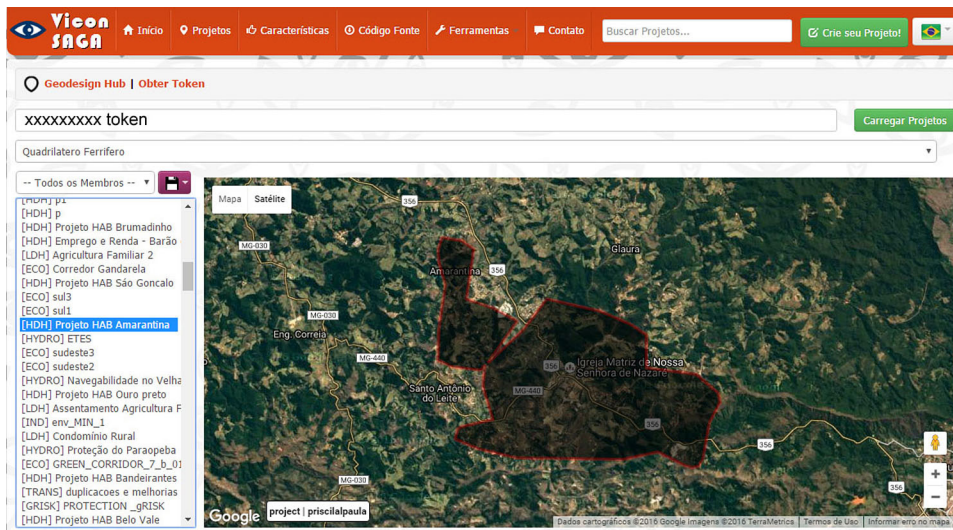 Vicon SAGA
Início Projetos Características Código Fonte Ferramentas Contato Buscar Projetos... Crie seu Projeto!
Geodesign Hub | Obter Token
xxxxxxxxx token
Carregar Projetos
Quadrilatero Ferrifero
-- Todos os Membros --
[HDH] p1
[HDH] p
[HDH] Projeto HAB Brumadinho
[HDH] Emprego e Renda - Barão
[LDH] Agricultura Familiar 2
[ECO] Corredor Gandarela
[HDH] Projeto HAB São Goncalo
[ECO] sul3
[ECO] sul1
[HDH] Projeto HAB Amarantina
[HYDRO] ETES
[ECO] sudeste3
[ECO] sudeste2
[HYDRO] Navegabilidade no Velha
[HDH] Projeto HAB Ouro preto
[LDH] Assentamento Agricultura F
[IND] env_MIN_1
[LDH] Condomínio Rural
[HYDRO] Proteção do Paraopeba
[ECO] GREEN_CORRIDOR_7_b_01
[HDH] Projeto HAB Bandeirantes
[TRANS] duplicacoes e melhorias
[GRISK] PROTECTION _gRISK
[HDH] Projeto HAB Belo Vale
Mapa Satélite
356
MG-030
Glaura
Amarantina
356
356
MG-030
Eng. Correia
MG-440
356
Igreja Matriz de Nossa
Senhora de Nazaré
Santo Antônio
do Leite
MG-440
356
356
MG-030
356
+
−
Google
project | priscilalpaula
Dados cartográficos ©2016 Google Imagens ©2016 TerraMetrics Termos de Uso Informar erro no mapa